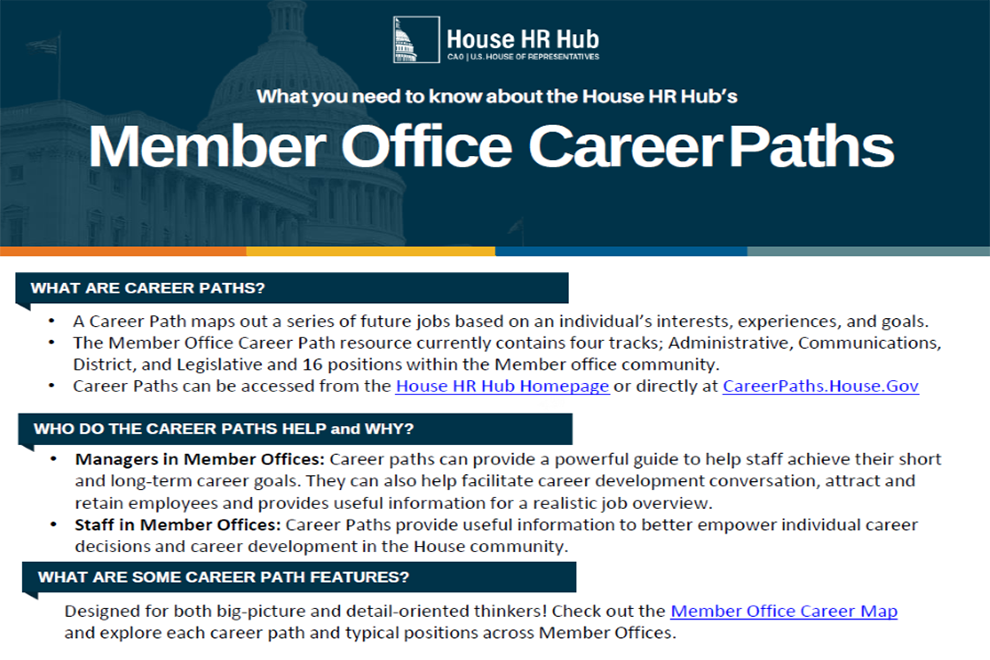 House HR Hub
CAO | U.S. HOUSE OF REPRESENTATIVES
What you need to know about the House HR Hub's
Member Office Career Paths
WHAT ARE CAREER PATHS?
• A Career Path maps out a series of future jobs based on an individual's interests, experiences, and goals.
• The Member Office Career Path resource currently contains four tracks; Administrative, Communications,
District, and Legislative and 16 positions within the Member office community.
• Career Paths can be accessed from the House HR Hub Homepage or directly at CareerPaths.House.Gov
WHO DO THE CAREER PATHS HELP and WHY?
• Managers in Member Offices: Career paths can provide a powerful guide to help staff achieve their short
and long-term career goals. They can also help facilitate career development conversation, attract and
retain employees and provides useful information for a realistic job overview.
• Staff in Member Offices: Career Paths provide useful information to better empower individual career
decisions and career development in the House community.
WHAT ARE SOME CAREER PATH FEATURES?
Designed for both big-picture and detail-oriented thinkers! Check out the Member Office Career Map
and explore each career path and typical positions across Member Offices.